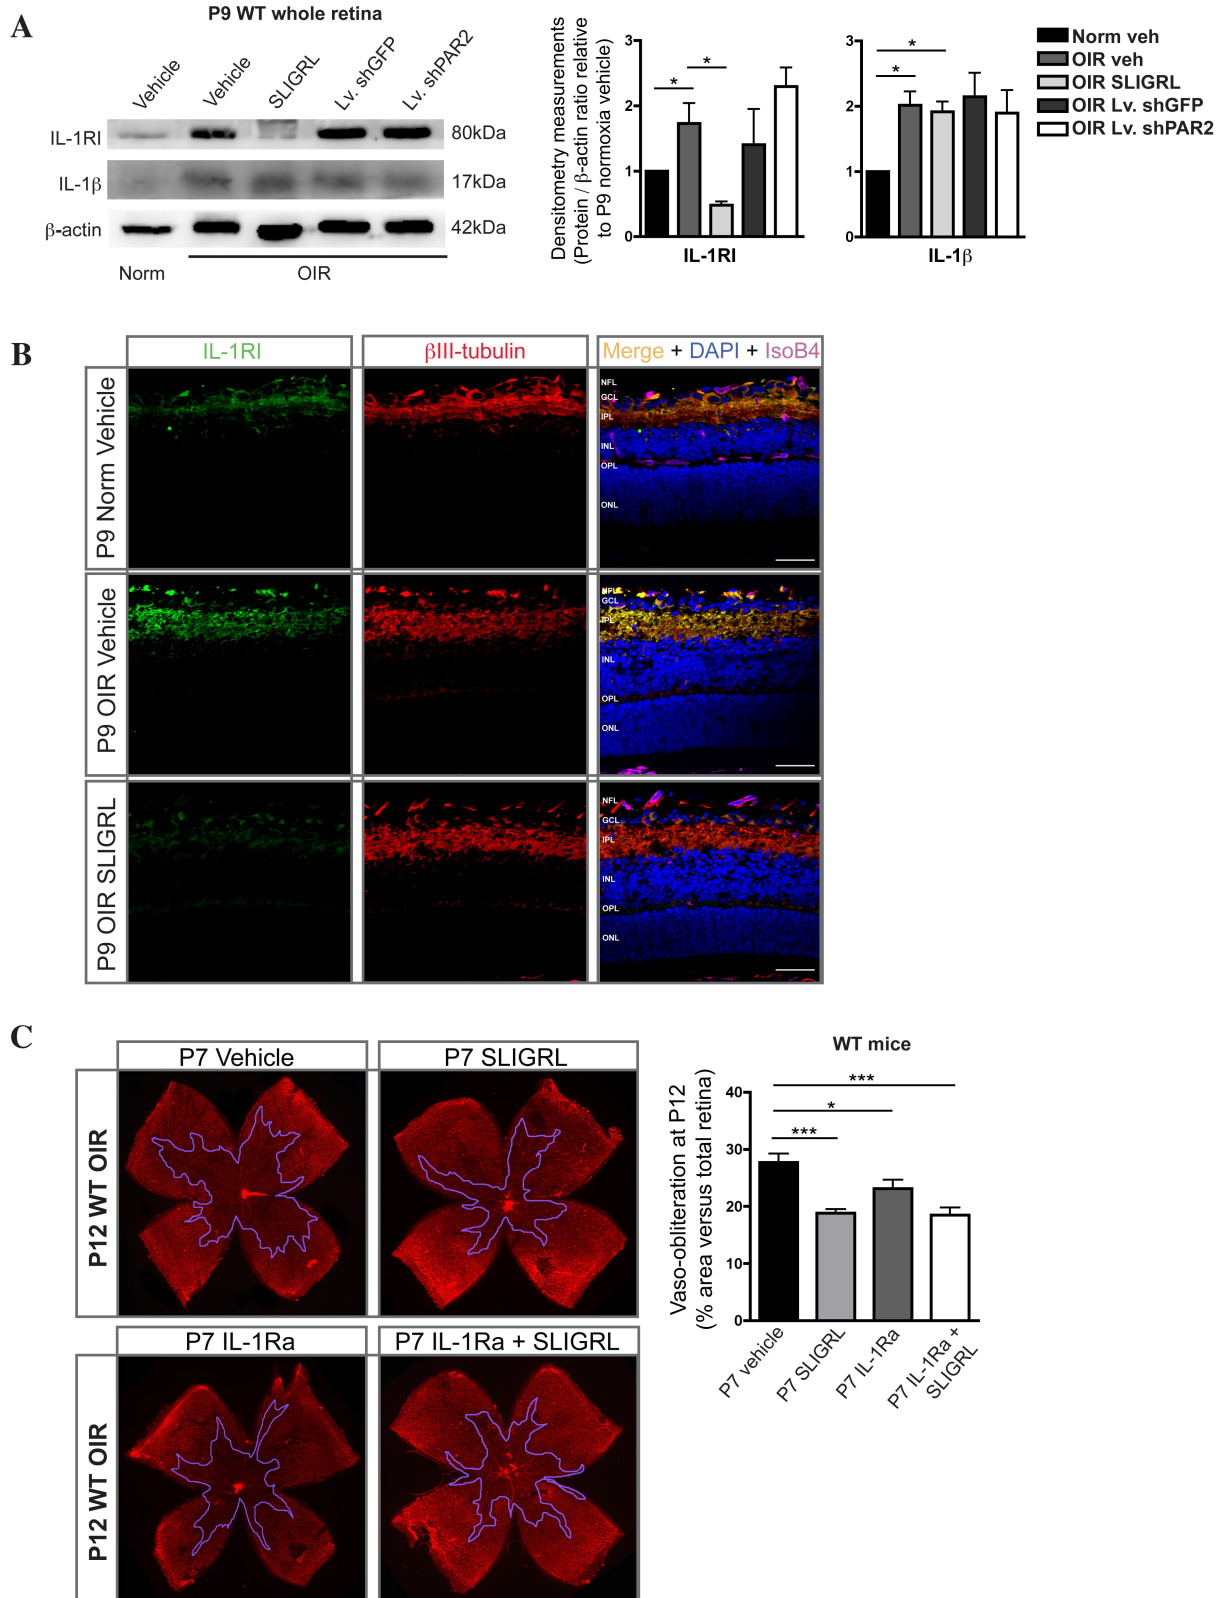 A
P9 WT whole retina
Vehicle
Vehicle
SLIGRL
Lv. shGFP
Lv. shPAR2
IL-1RI
80kDa
IL-1β
17kDa
β-actin
42kDa
Norm
OIR
Densitometry measurements
(Protein / β-actin ratio relative
to P9 normoxia vehicle)
3
2
1
0
*
*
IL-1RI
3
2
1
0
*
*
IL-1β
Norm veh
OIR veh
OIR SLIGRL
OIR Lv. shGFP
OIR Lv. shPAR2
B
IL-1RI
βIII-tubulin
Merge + DAPI + IsoB4
P9 Norm Vehicle
NFL
GCL
IPL
INL
OPL
ONL
P9 OIR Vehicle
NFL
GCL
IPL
INL
OPL
ONL
P9 OIR SLIGRL
NFL
GCL
IPL
INL
OPL
ONL
C
P7 Vehicle
P7 SLIGRL
P12 WT OIR
P7 IL-1Ra
P7 IL-1Ra + SLIGRL
P12 WT OIR
WT mice
Vaso-obliteration at P12
(% area versus total retina)
40
30
20
10
0
***
*
***
P7 vehicle
P7 SLIGRL
P7 IL-1Ra
P7 IL-1Ra +
SLIGRL